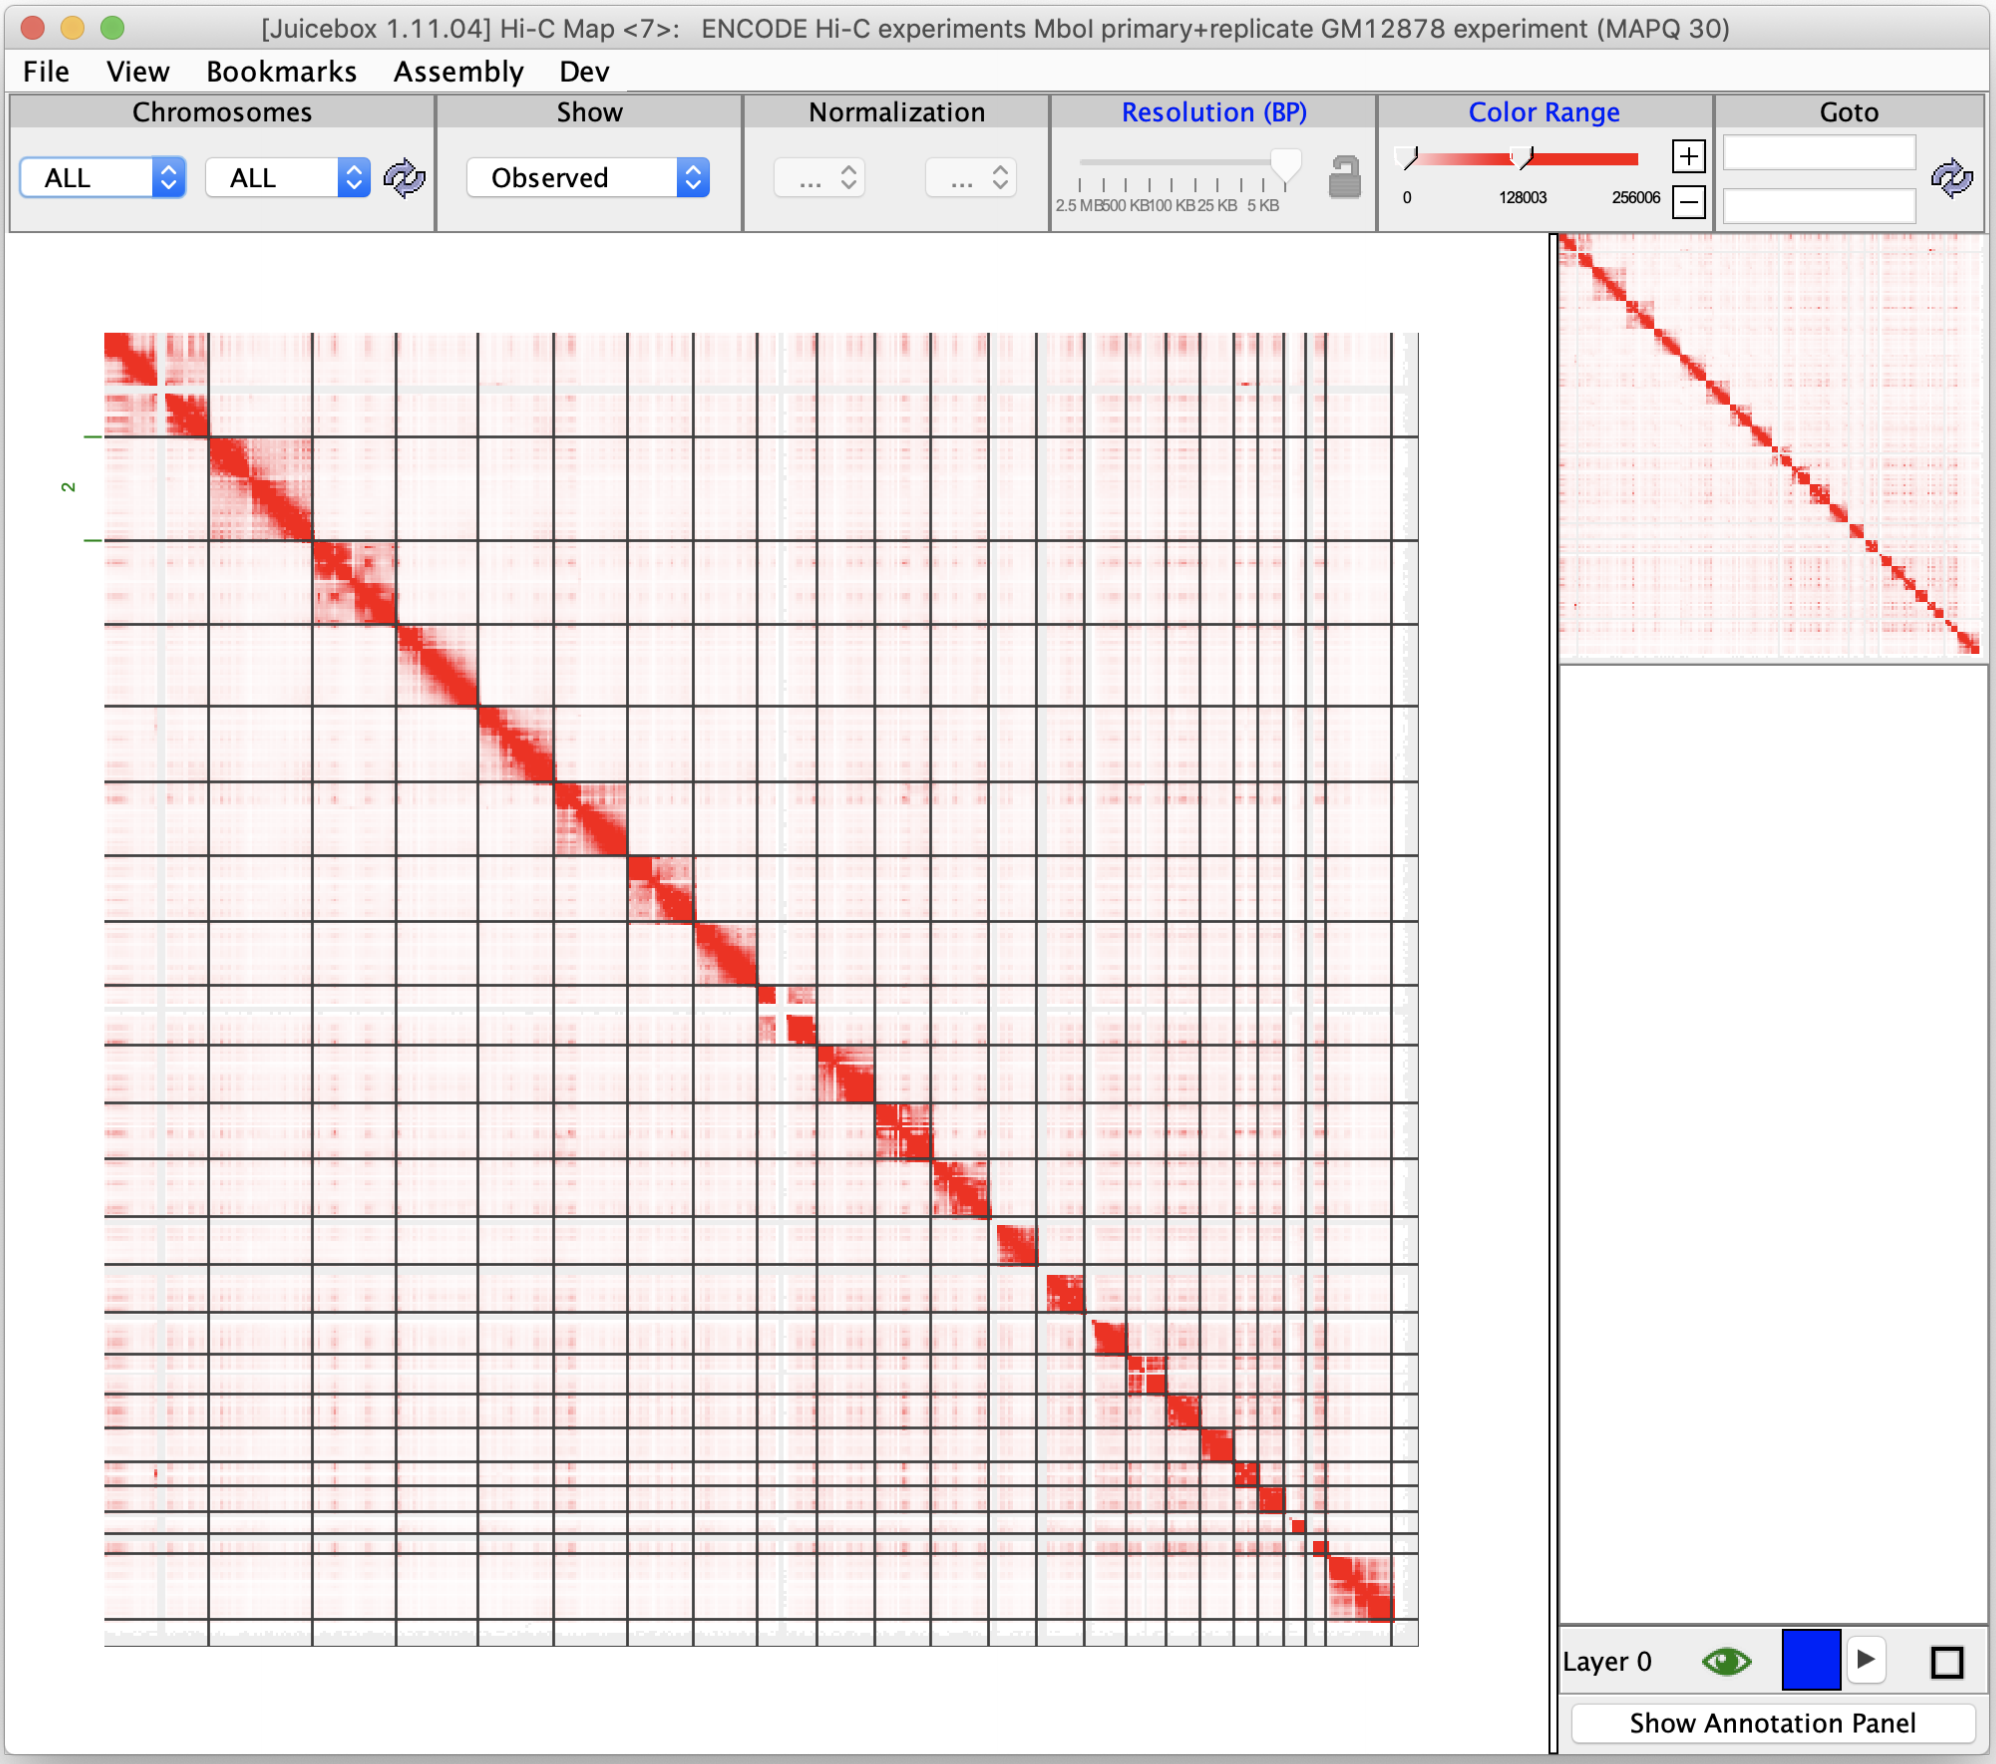 [Juicebox 1.11.04] Hi-C Map <7>: ENCODE Hi-C experiments MboI primary+replicate GM12878 experiment (MAPQ 30)
File View Bookmarks Assembly Dev
Chromosomes Show Normalization Resolution (BP) Color Range Goto
ALL ALL Observed ... ...
2.5 MB 500 KB 100 KB 25 KB 5 KB
0 128003 256006
2
Layer 0
Show Annotation Panel